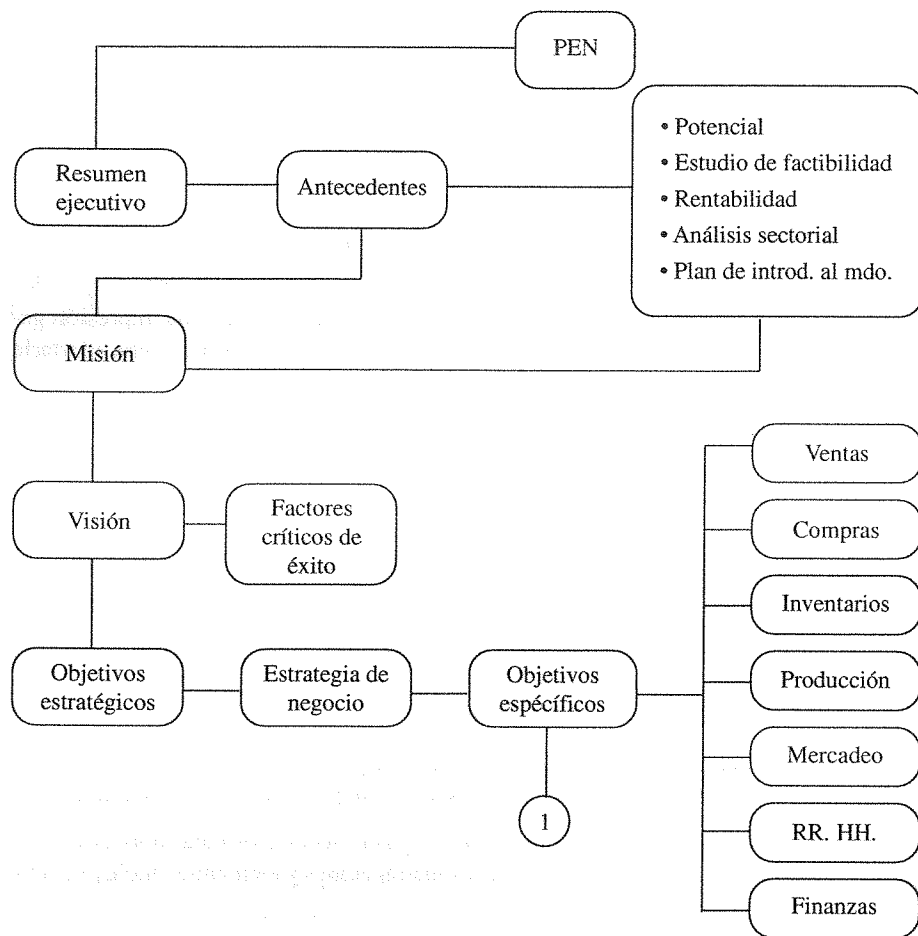 PEN
Resumen
ejecutivo
Antecedentes
• Potencial
• Estudio de factibilidad
• Rentabilidad
• Análisis sectorial
• Plan de introd. al mdo.
Misión
Visión
Factores
críticos de
éxito
Objetivos
estratégicos
Estrategia de
negocio
Objetivos
espécíficos
1
Ventas
Compras
Inventarios
Producción
Mercadeo
RR. HH.
Finanzas